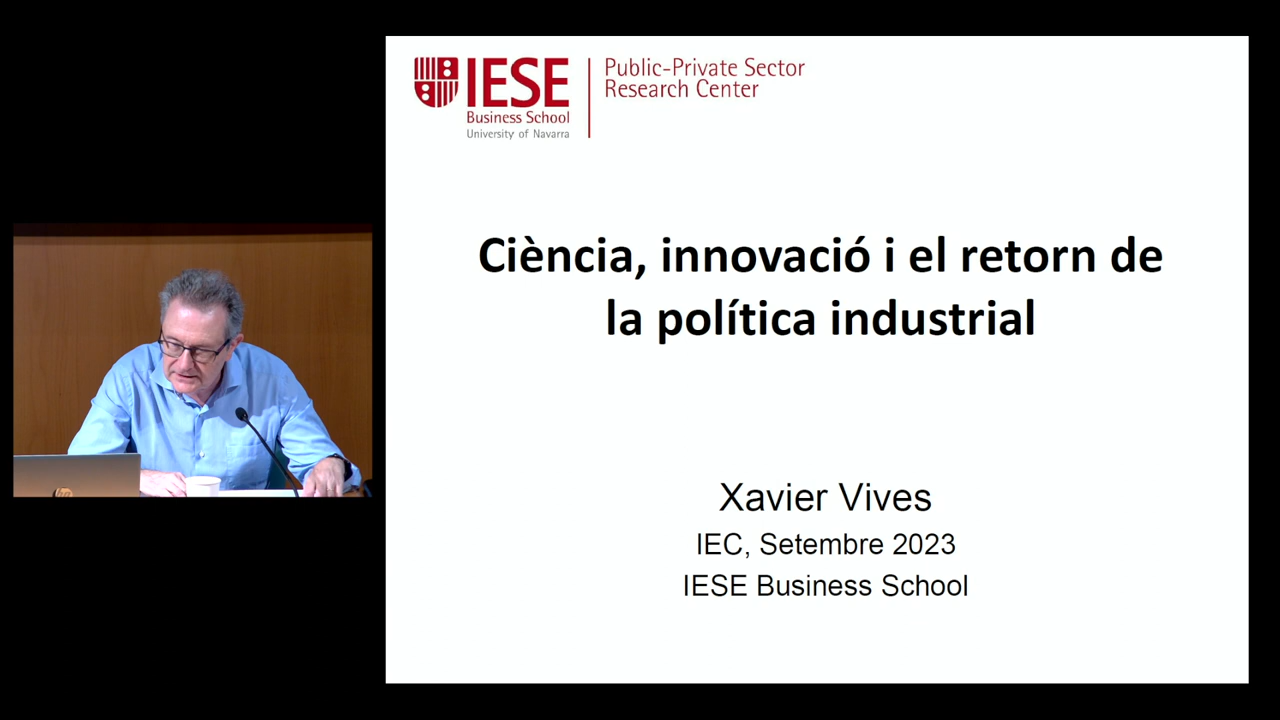 IESE
Business School
University of Navarra
Public-Private Sector
Research Center
Ciència, innovació i el retorn de
la política industrial
Xavier Vives
IEC, Setembre 2023
IESE Business School